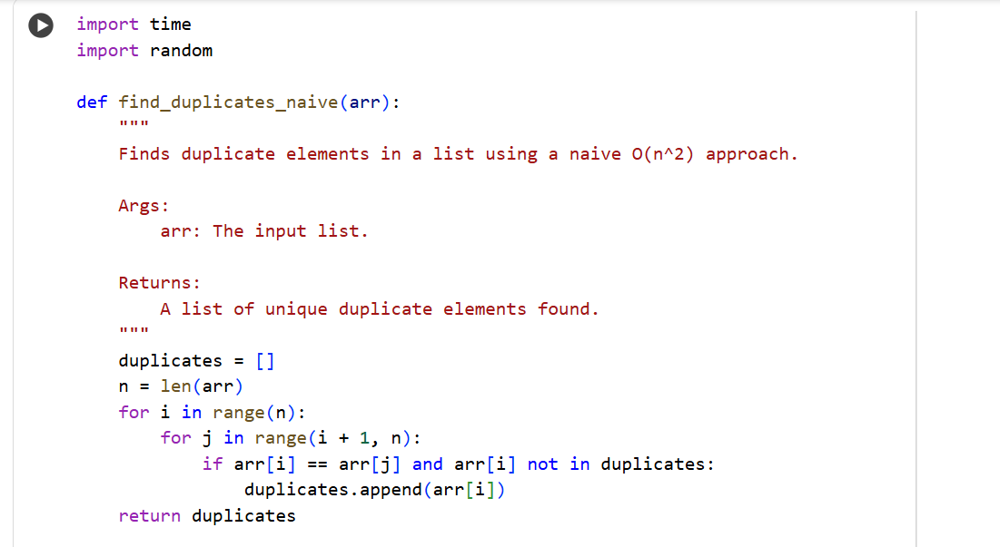 import time
import random

def find_duplicates_naive(arr):
    """
    Finds duplicate elements in a list using a naive O(n^2) approach.

    Args:
        arr: The input list.

    Returns:
        A list of unique duplicate elements found.
    """
    duplicates = []
    n = len(arr)
    for i in range(n):
        for j in range(i + 1, n):
            if arr[i] == arr[j] and arr[i] not in duplicates:
                duplicates.append(arr[i])
    return duplicates